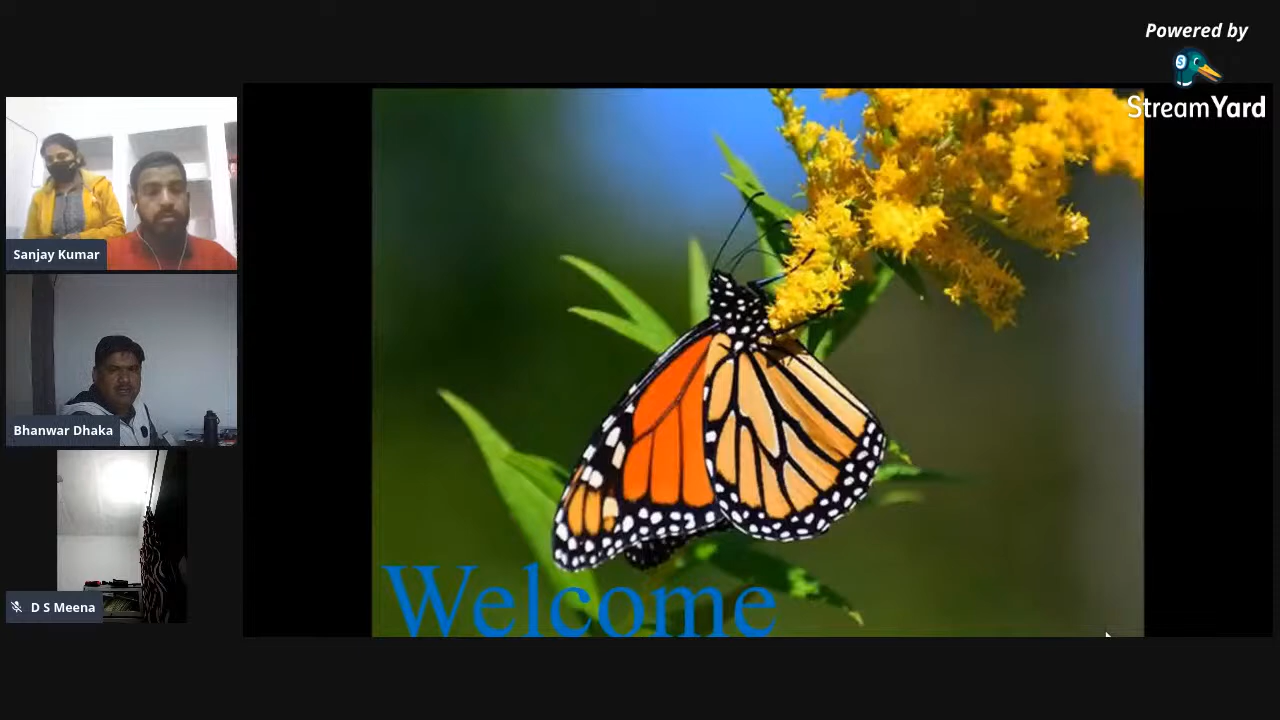 Powered by
StreamYard
Sanjay Kumar
Bhanwar Dhaka
D S Meena
Welcome